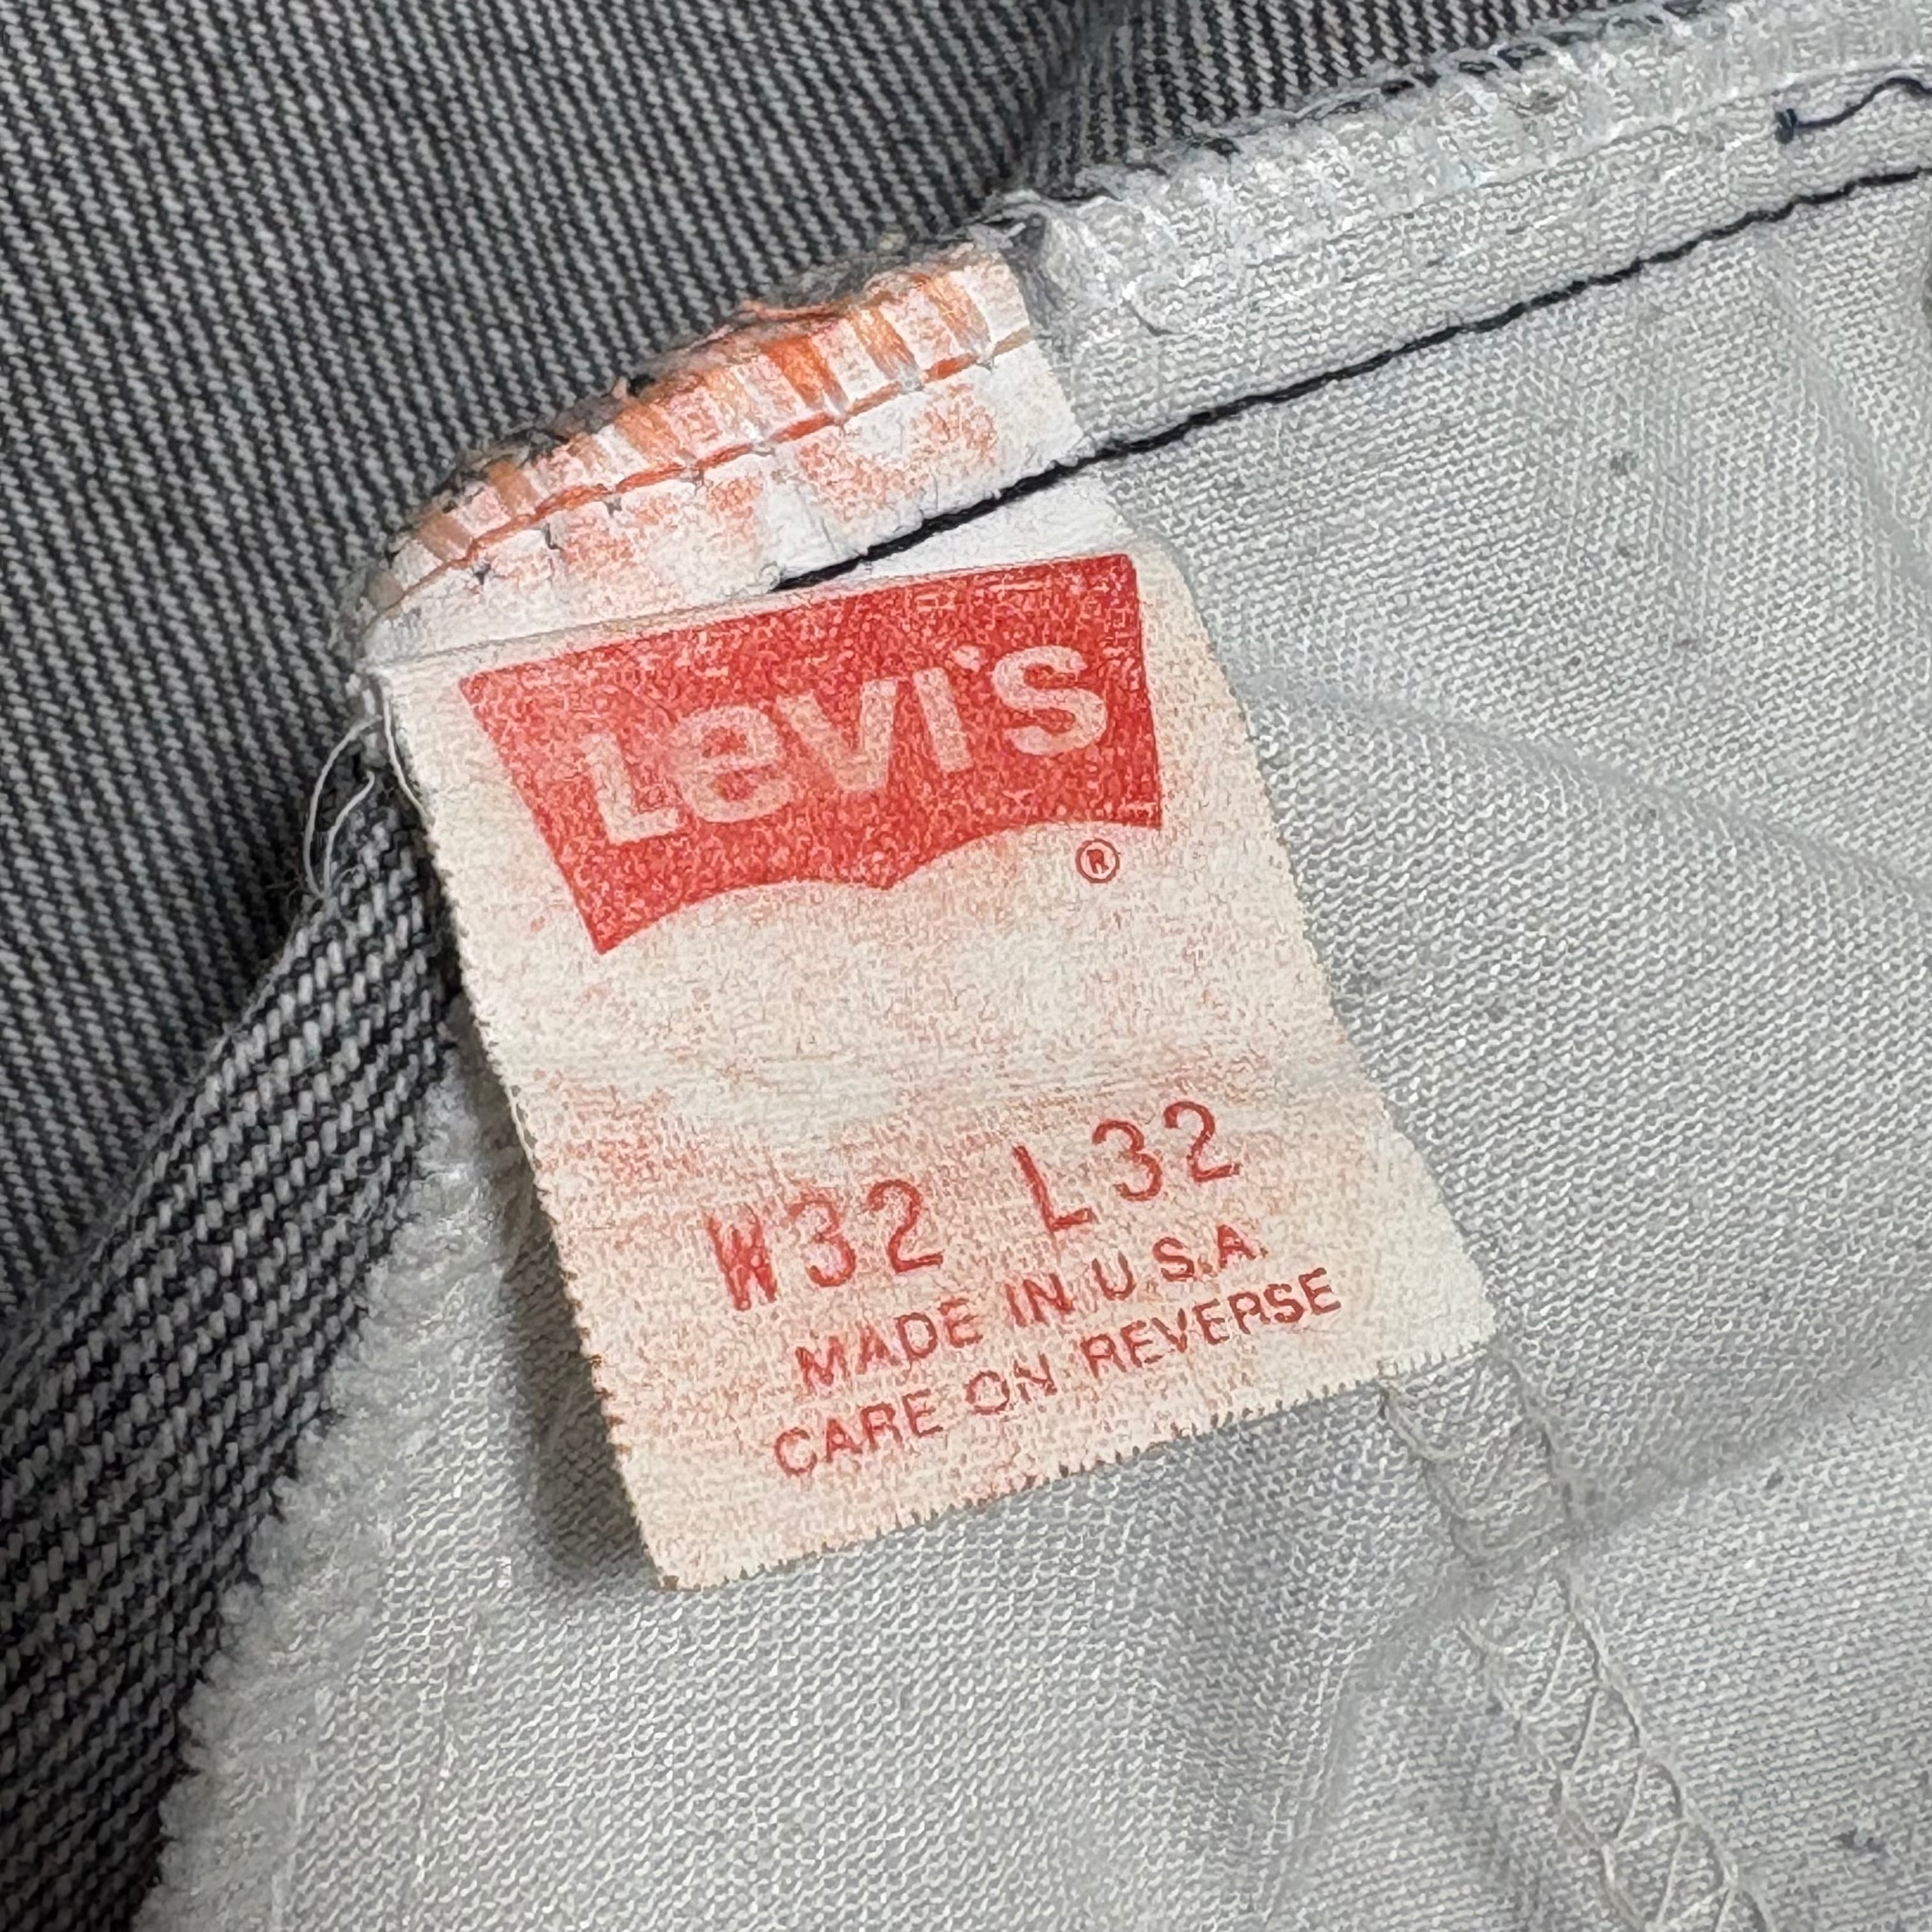 Levi's
®
W32 L32
MADE IN U.S.A.
CARE ON REVERSE